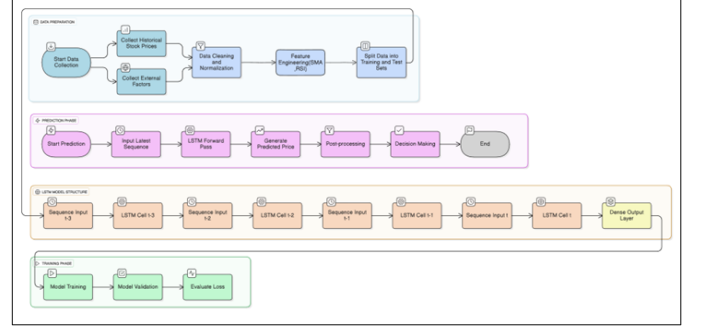 DATA PREPARATION
Start Data
Collection
Collect Historical
Stock Prices
Collect External
Factors
Data Cleaning
and
Normalization
Feature
Engineering(SMA
,RSI)
Split Data into
Training and Test
Sets
PREDICTION PHASE
Start Prediction
Input Latest
Sequence
LSTM Forward
Pass
Generate
Predicted Price
Post-processing
Decision Making
End
LSTM MODEL STRUCTURE
Sequence Input
t-3
LSTM Cell t-3
Sequence Input
t-2
LSTM Cell t-2
Sequence Input
t-1
LSTM Cell t-1
Sequence Input t
LSTM Cell t
Dense Output
Layer
TRAINING PHASE
Model Training
Model Validation
Evaluate Loss